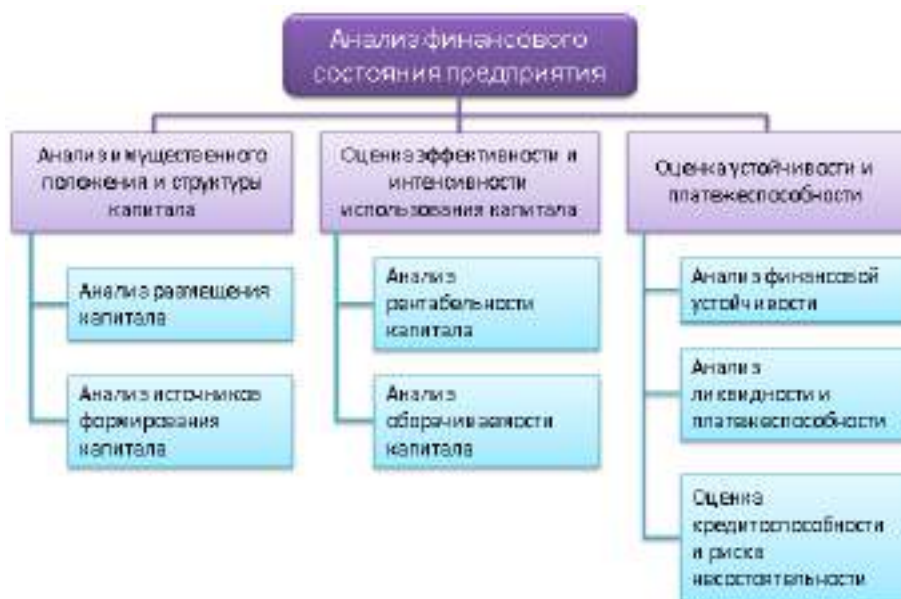 Анализ финансового
состояния предприятия
Анализ имущественного
положения и структуры
капитала
Анализ размещения
капитала
Анализ источников
формирования
капитала
Оценка эффективности и
интенсивности
использования капитала
Анализ
рентабельности
капитала
Анализ
оборачиваемости
капитала
Оценка устойчивости и
платежеспособности
Анализ финансовой
устойчивости
Анализ
ликвидности и
платежеспособности
Оценка
кредитоспособности
и риска
несостоятельности